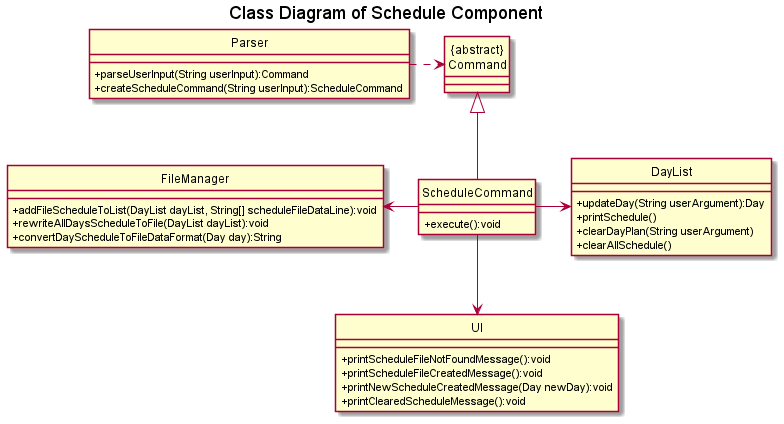 Class Diagram of Schedule Component
Parser
+parseUserInput(String userInput):Command
+createScheduleCommand(String userInput):ScheduleCommand
{abstract}
Command
FileManager
+addFileScheduleToList(DayList dayList, String[] scheduleFileDataLine):void
+rewriteAllDaysScheduleToFile(DayList dayList):void
+convertDayScheduleToFileDataFormat(Day day):String
ScheduleCommand
+execute():void
DayList
+updateDay(String userArgument):Day
+printSchedule()
+clearDayPlan(String userArgument)
+clearAllSchedule()
UI
+printScheduleFileNotFoundMessage():void
+printScheduleFileCreatedMessage():void
+printNewScheduleCreatedMessage(Day newDay):void
+printClearedScheduleMessage():void